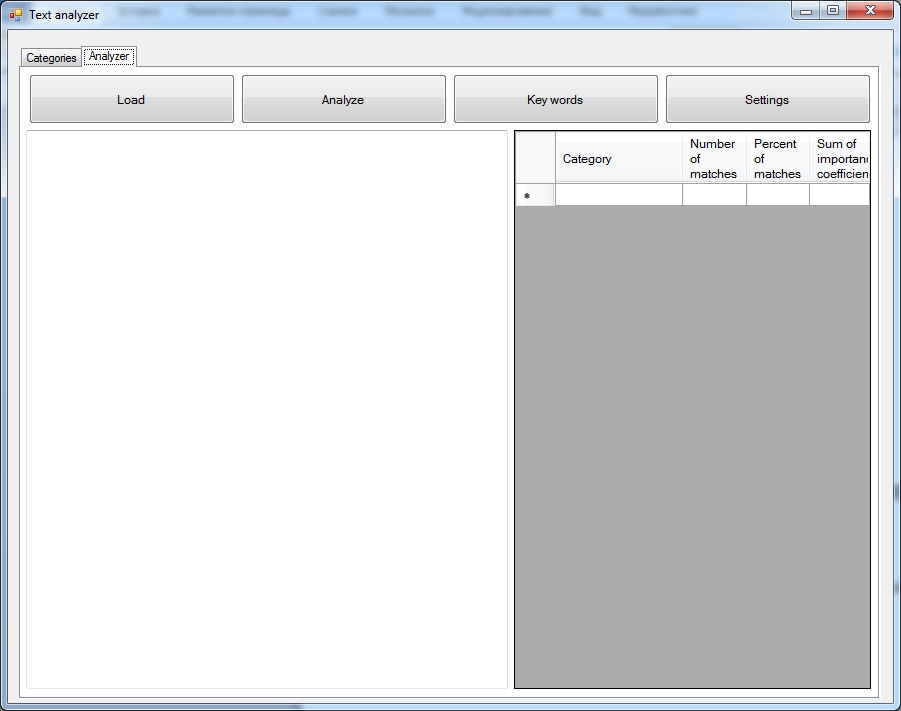 Text analyzer
Categories
Analyzer
Load
Analyze
Key words
Settings
Category
Number
of
matches
Percent
of
matches
Sum of
importanc
coefficien
*